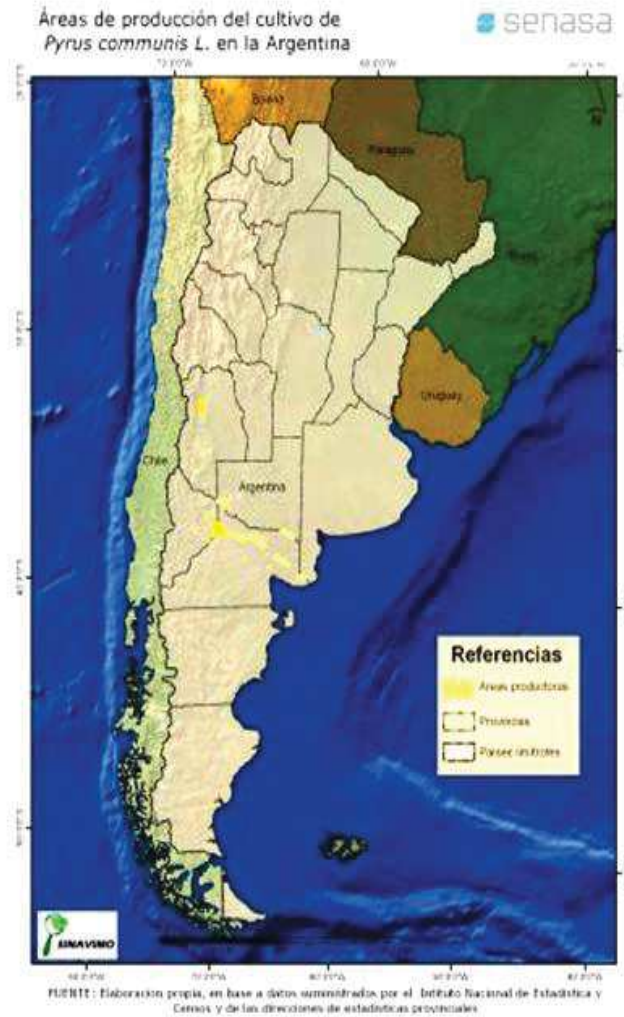 Áreas de producción del cultivo de
Pyrus communis L. en la Argentina
senasa
Bolivia
Paraguay
Brasil
Uruguay
Chile
Argentina
Referencias
Áreas productoras
Provincias
Países limítrofes
SINAVIMO
FUENTE: Elaboracion propia, en base a datos suministrados por el Instituto Nacional de Estadística y
Censos y de las direcciones de estadísticas provinciales